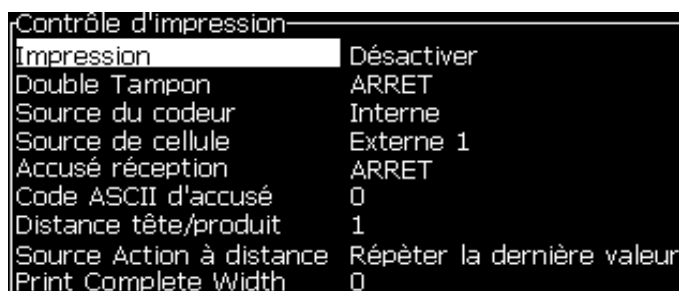 Contrôle d'impression
Impression Désactiver
Double Tampon ARRET
Source du codeur Interne
Source de cellule Externe 1
Accusé réception ARRET
Code ASCII d'accusé 0
Distance tête/produit 1
Source Action à distance Répèter la dernière valeur
Print Complete Width 0